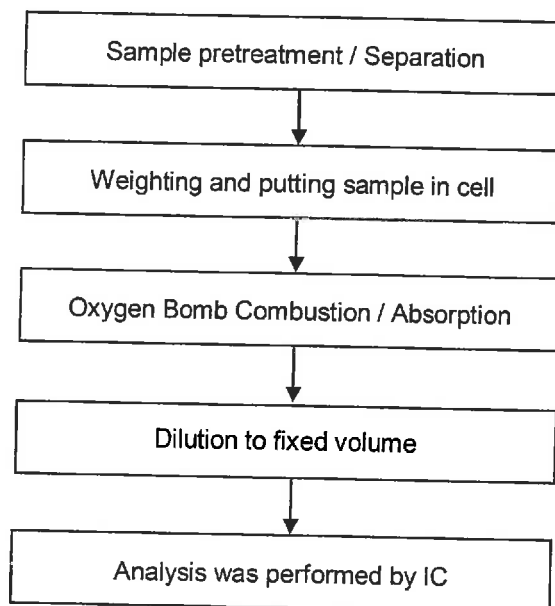 Sample pretreatment / Separation
Weighting and putting sample in cell
Oxygen Bomb Combustion / Absorption
Dilution to fixed volume
Analysis was performed by IC